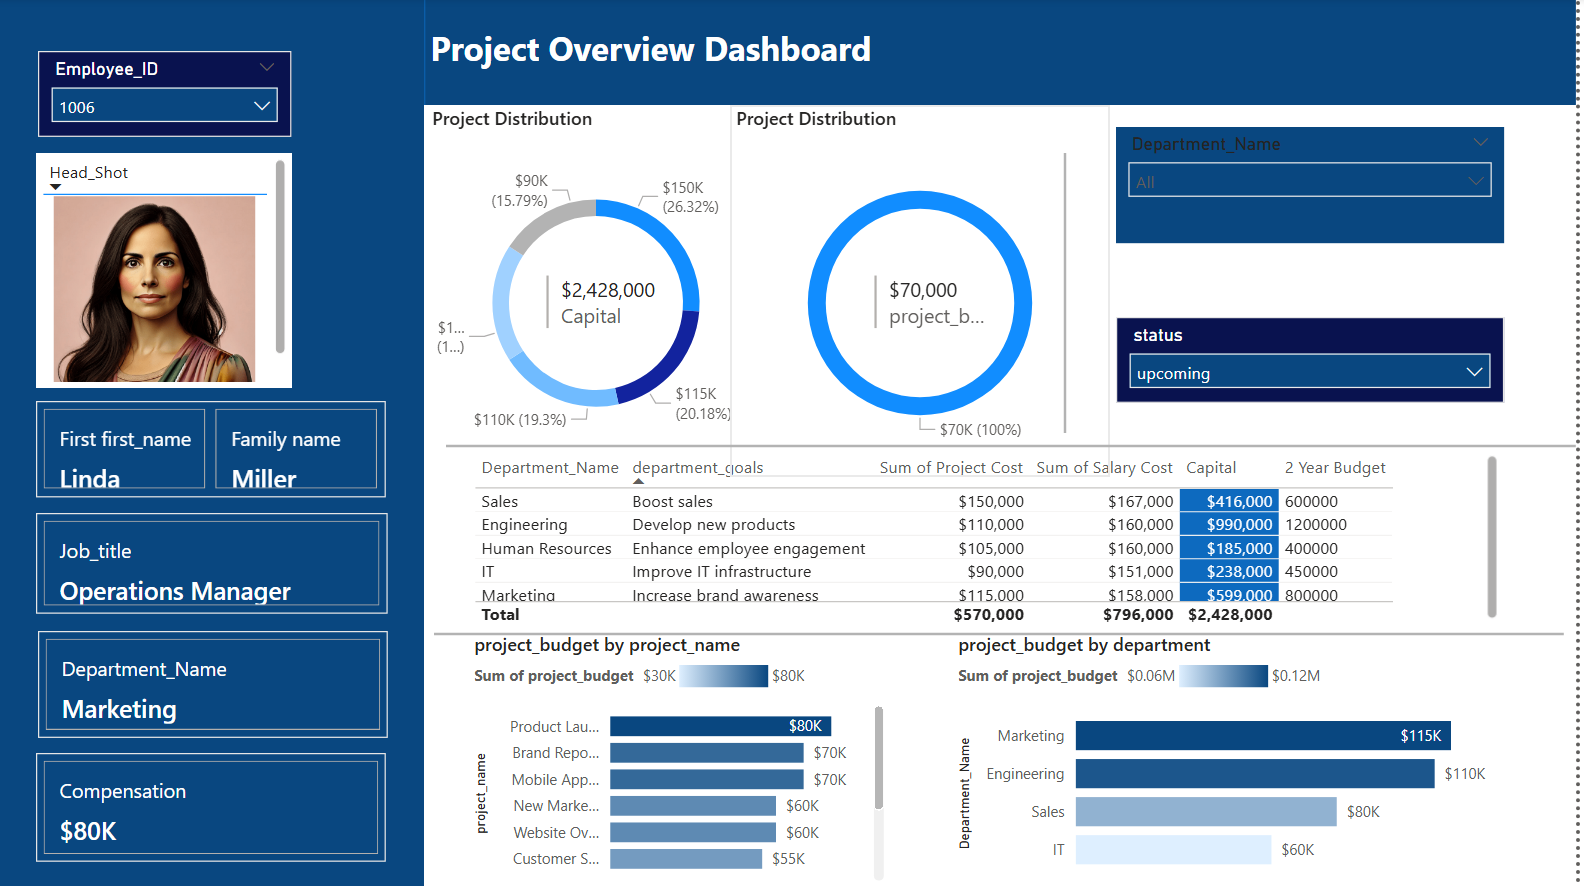 Project Overview Dashboard
Employee_ID
1006
Head_Shot
First first_name
Linda
Family name
Miller
Job_title
Operations Manager
Department_Name
Marketing
Compensation
$80K
Project Distribution
$90K
(15.79%)
$150K
(26.32%)
$2,428,000
Capital
$1...
(1...)
$110K (19.3%)
$115K
(20.18%)
Project Distribution
$70,000
project_b...
$70K (100%)
Department_Name
All
status
upcoming
Department_Name department_goals Sum of Project Cost Sum of Salary Cost Capital 2 Year Budget
Sales Boost sales $150,000 $167,000 $416,000 600000
Engineering Develop new products $110,000 $160,000 $990,000 1200000
Human Resources Enhance employee engagement $105,000 $160,000 $185,000 400000
IT Improve IT infrastructure $90,000 $151,000 $238,000 450000
Marketing Increase brand awareness $115,000 $158,000 $599,000 800000
Total $570,000 $796,000 $2,428,000
project_budget by project_name
Sum of project_budget $30K $80K
project_name
Product Lau... $80K
Brand Repo... $70K
Mobile App... $70K
New Marke... $60K
Website Ov... $60K
Customer S... $55K
project_budget by department
Sum of project_budget $0.06M $0.12M
Department_Name
Marketing $115K
Engineering $110K
Sales $80K
IT $60K